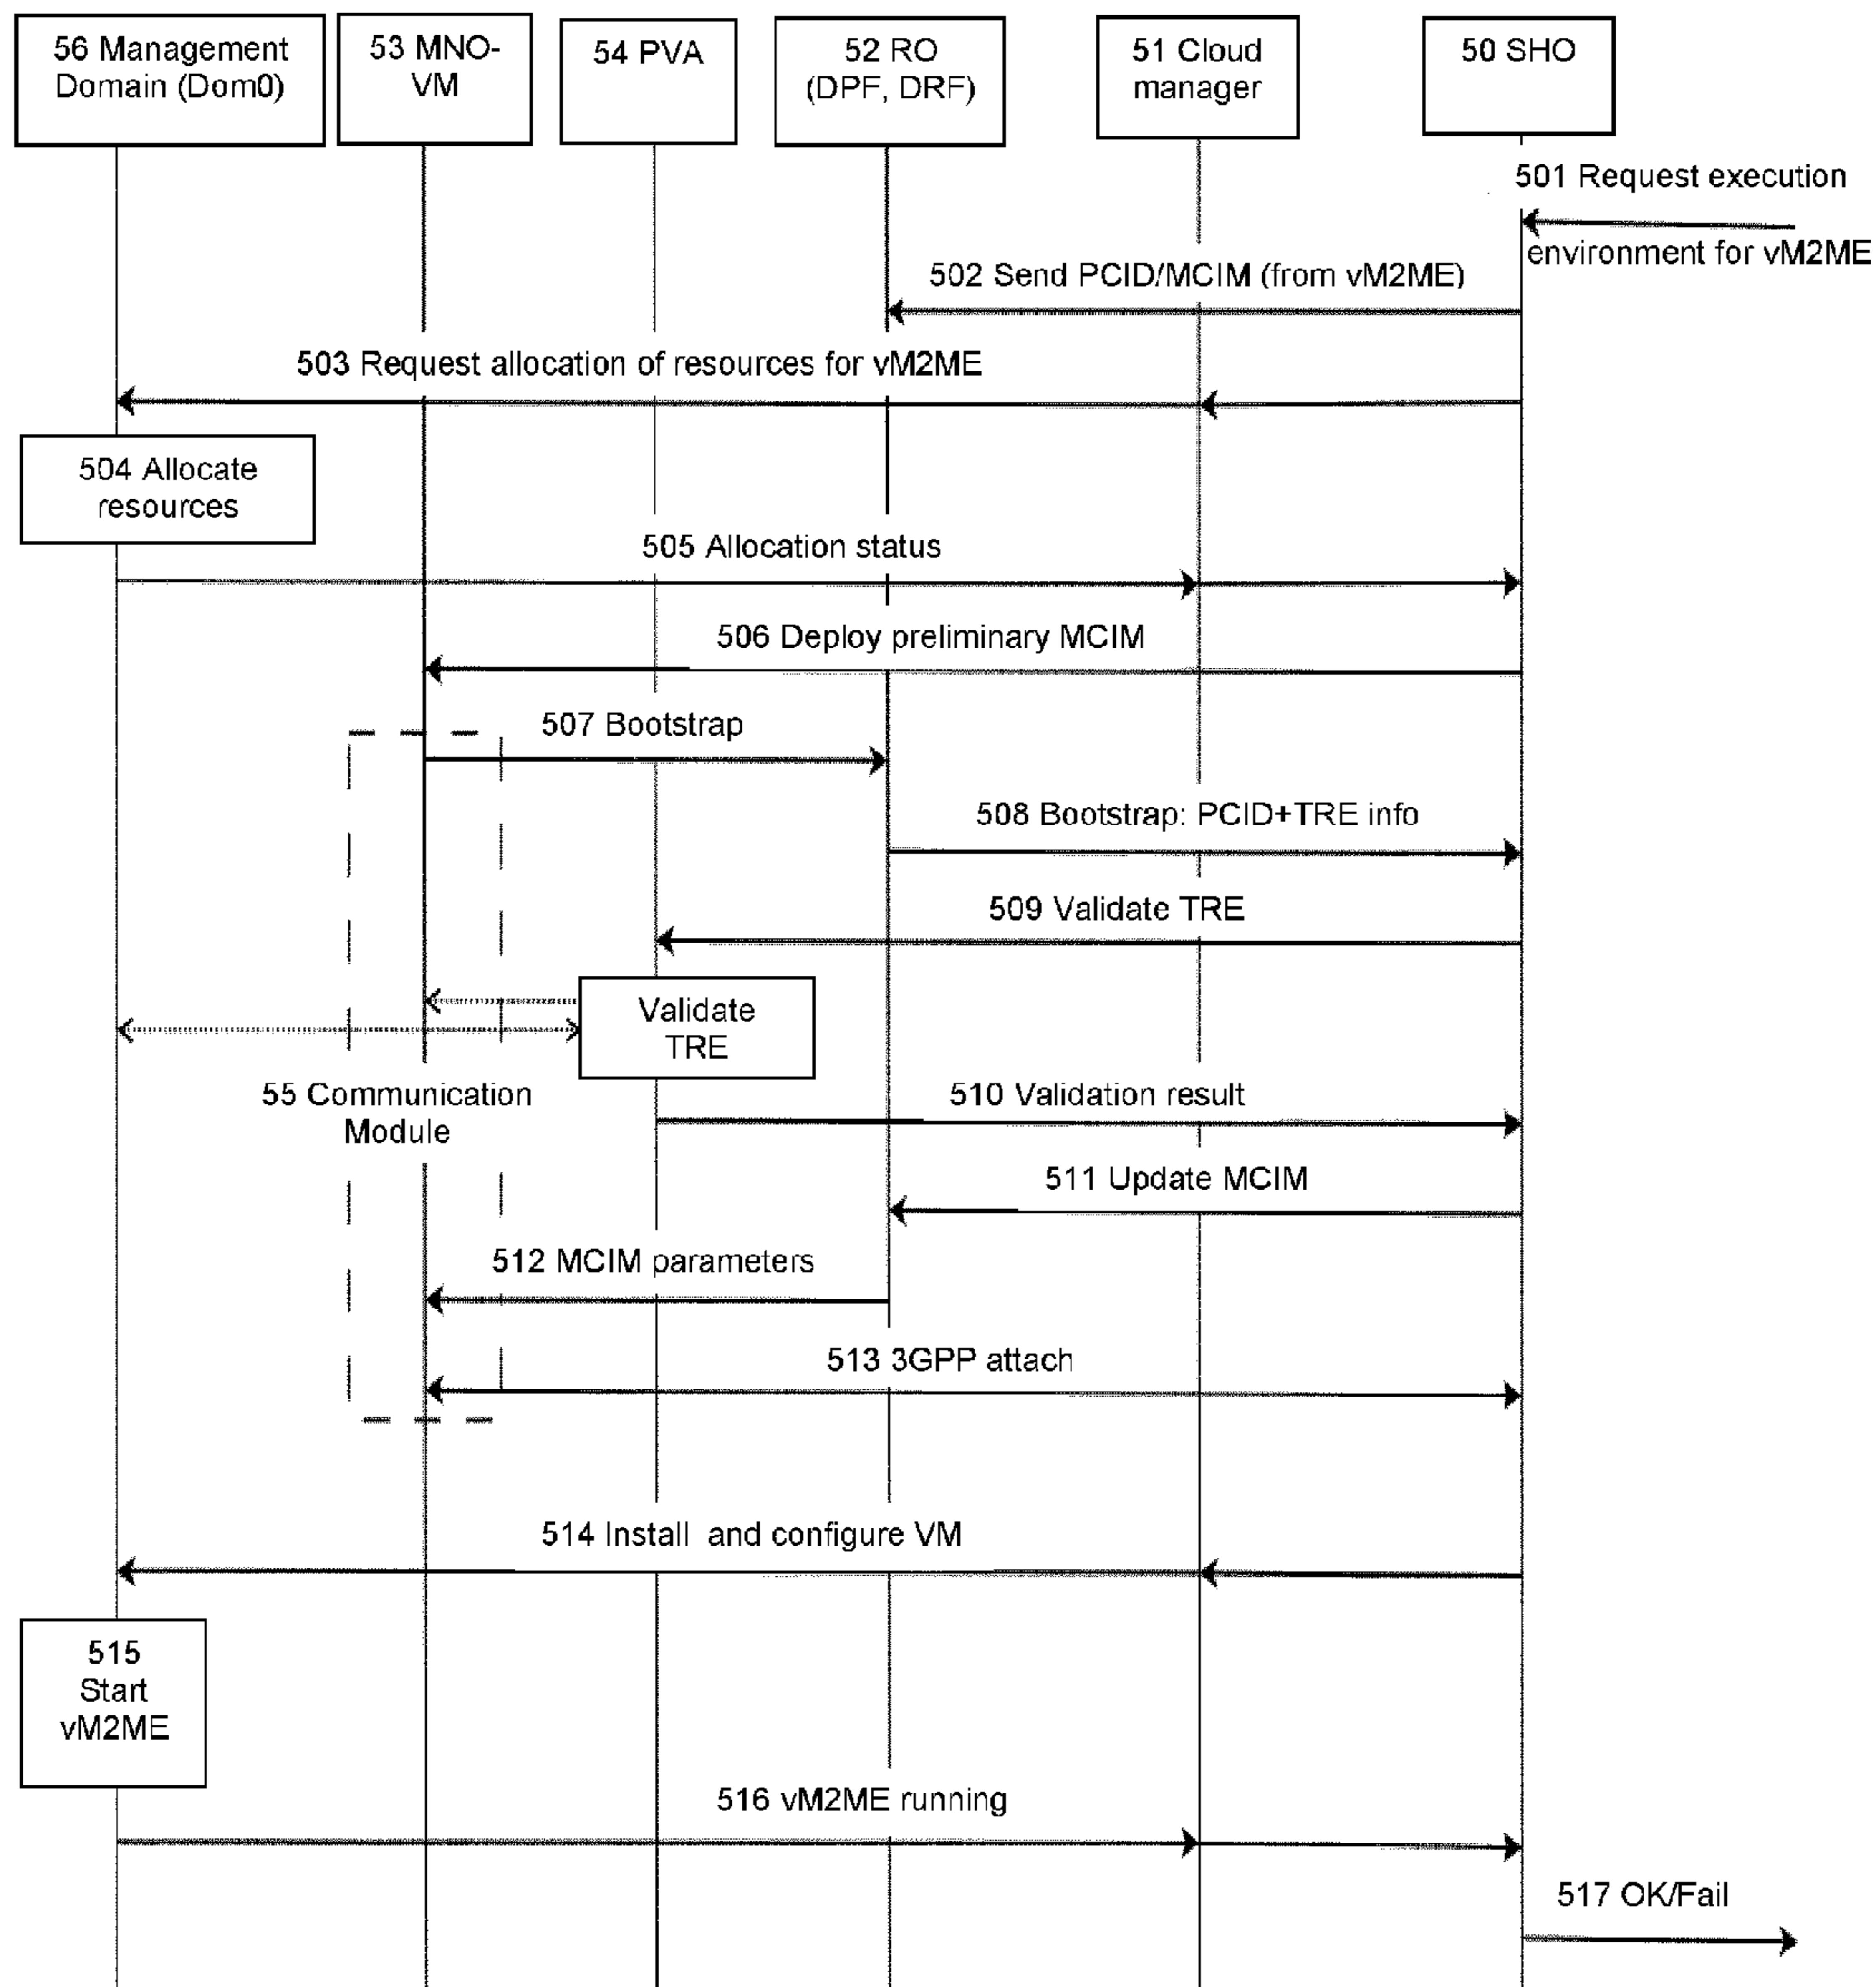 56 Management
Domain (Dom0)
53 MNO-
VM
54 PVA
52 RO
(DPF, DRF)
51 Cloud
manager
50 SHO
501 Request execution
environment for vM2ME
502 Send PCID/MCIM (from vM2ME)
503 Request allocation of resources for vM2ME
504 Allocate
resources
505 Allocation status
506 Deploy preliminary MCIM
507 Bootstrap
508 Bootstrap: PCID+TRE info
509 Validate TRE
Validate
TRE
55 Communication
Module
510 Validation result
511 Update MCIM
512 MCIM parameters
513 3GPP attach
514 Install and configure VM
515
Start
vM2ME
516 vM2ME running
517 OK/Fail